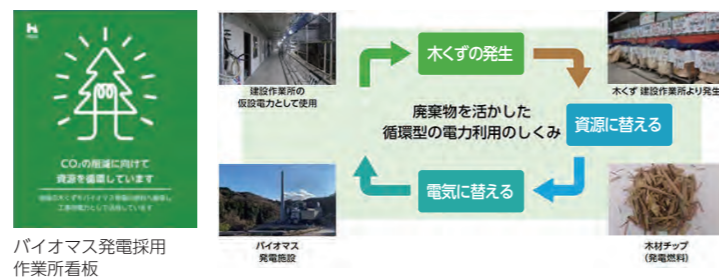 CO₂の削減に向けて
資源を循環しています
バイオマス発電採用
作業所看板
木くずの発生
建設作業所の
仮設電力として使用
木くず 建設作業所より発生
廃棄物を活かした
循環型の電力利用のしくみ
資源に替える
電気に替える
バイオマス
発電施設
木材チップ
(発電燃料)